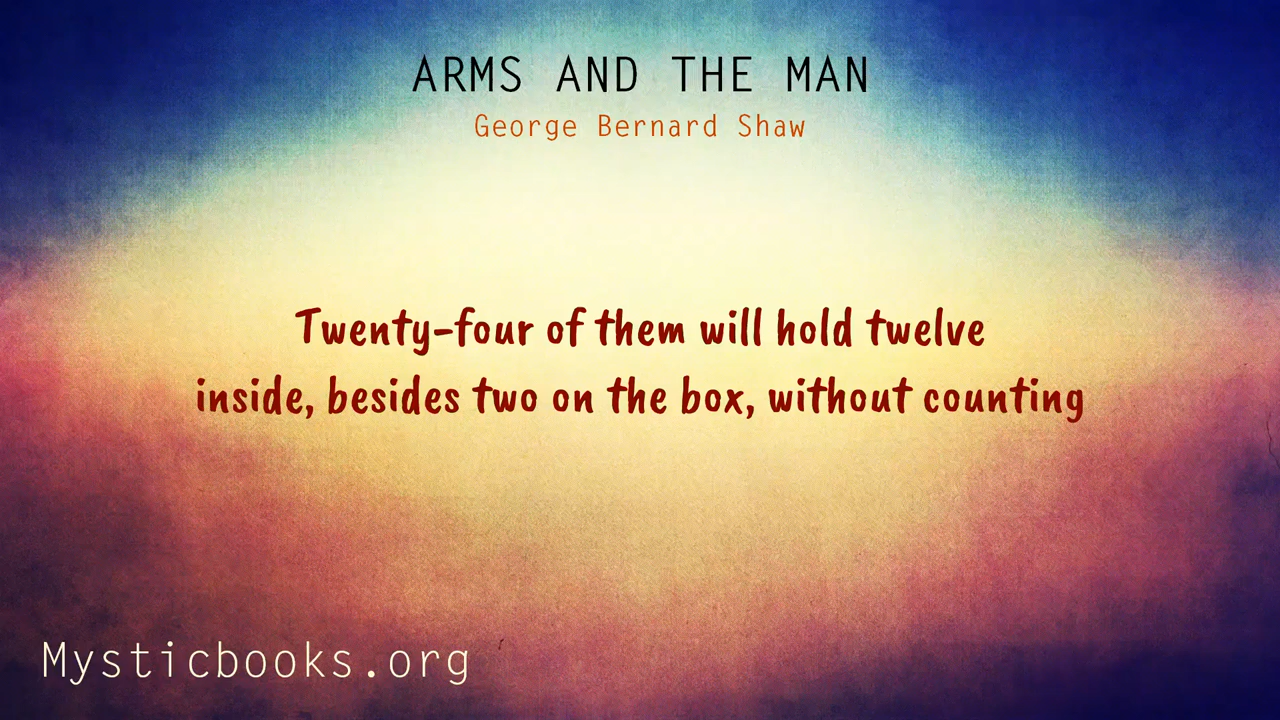 ARMS AND THE MAN
George Bernard Shaw
Twenty-four of them will hold twelve
inside, besides two on the box, without counting
Mysticbooks.org